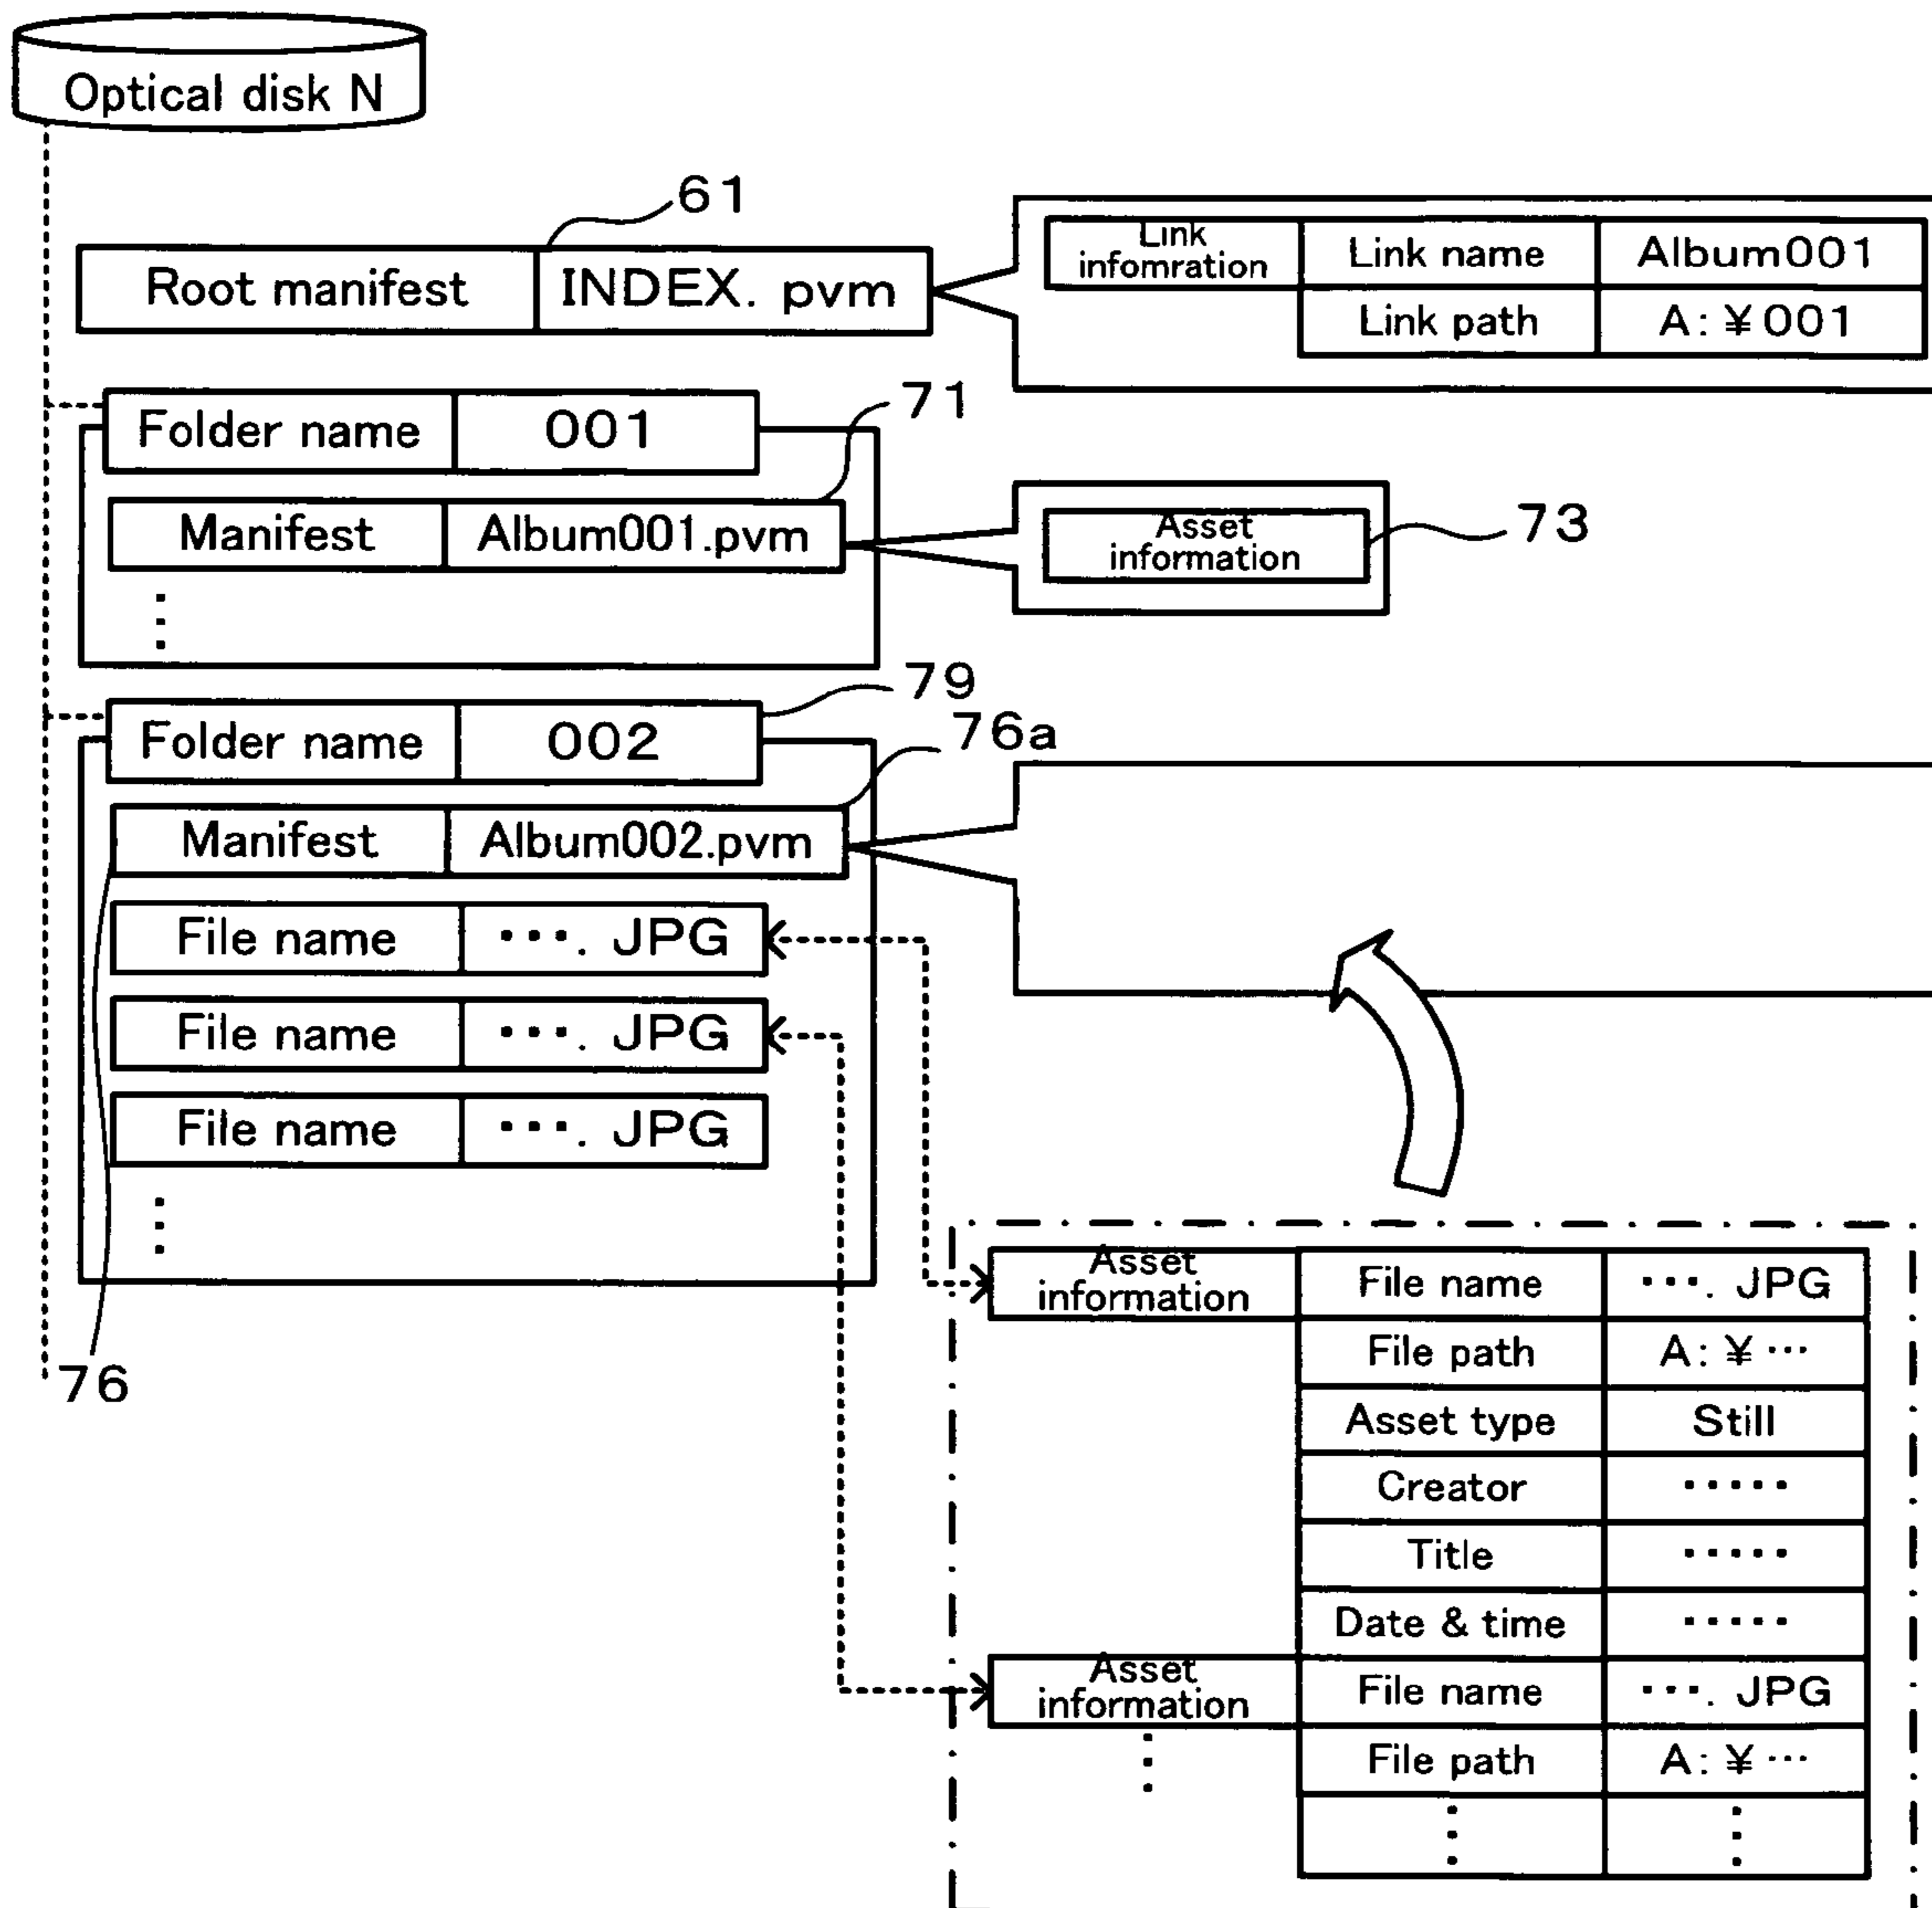 Optical disk N
61
Root manifest INDEX. pvm
Link
infomration
Link name Album001
Link path A:¥001
Folder name 001
71
Manifest Album001.pvm
Asset
information
73
⋮
79
Folder name 002
76a
Manifest Album002.pvm
File name ···. JPG
File name ···. JPG
File name ···. JPG
⋮
76
Asset
information
File name ···. JPG
File path A:¥···
Asset type Still
Creator ·····
Title ·····
Date & time ·····
Asset
information
File name ···. JPG
⋮
File path A:¥···
⋮ ⋮